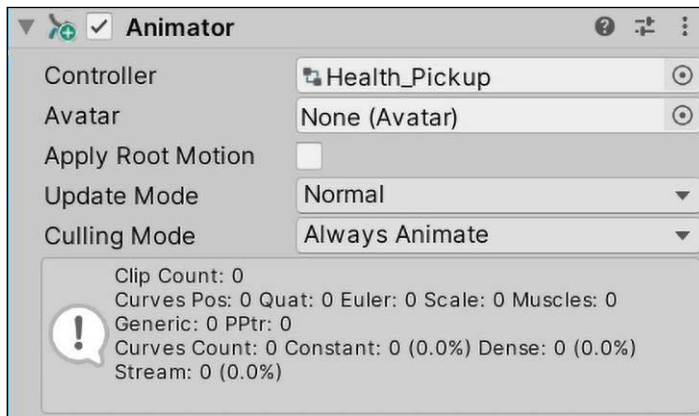 Animator
Controller Health_Pickup
Avatar None (Avatar)
Apply Root Motion
Update Mode Normal
Culling Mode Always Animate
Clip Count: 0
Curves Pos: 0 Quat: 0 Euler: 0 Scale: 0 Muscles: 0
Generic: 0 PPtr: 0
Curves Count: 0 Constant: 0 (0.0%) Dense: 0 (0.0%)
Stream: 0 (0.0%)